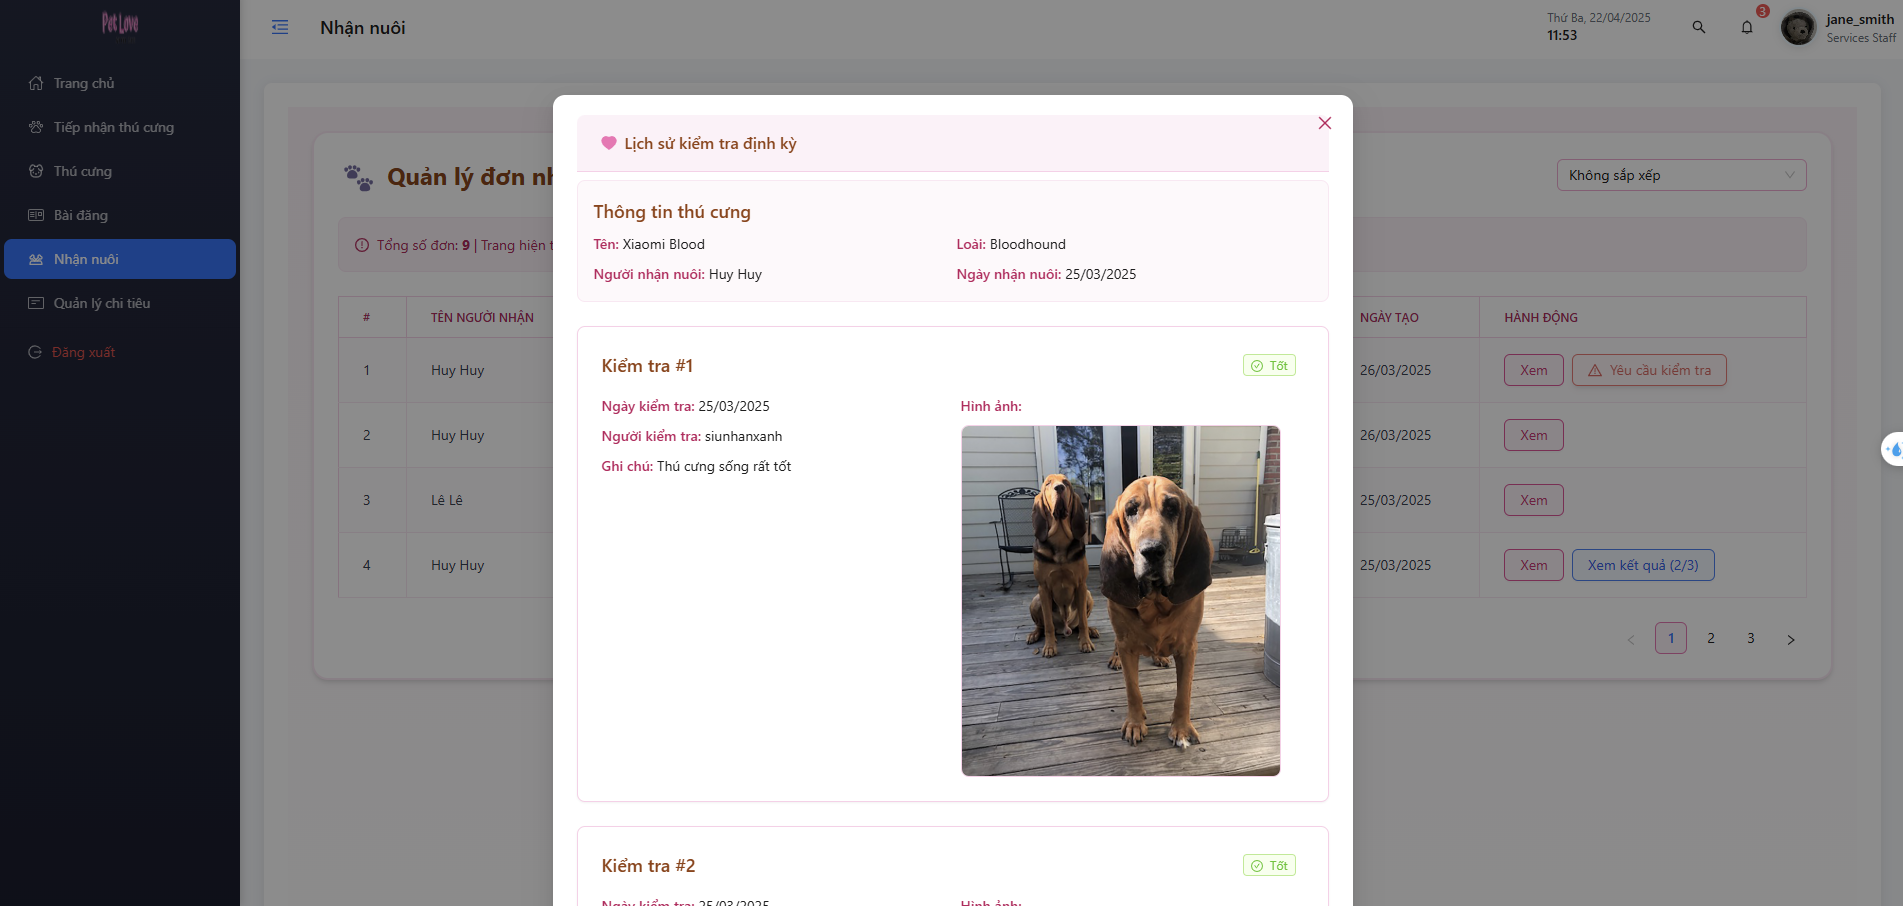 Pet Love
Trang chủ
Tiếp nhận thú cưng
Thú cưng
Bài đăng
Nhận nuôi
Quản lý chi tiêu
Đăng xuất
Nhận nuôi
Thứ Ba, 22/04/2025
11:53
3
jane_smith
Services Staff
Quản lý đơn
Không sắp xếp
Tổng số đơn: 9 | Trang hiện
# TÊN NGƯỜI NHẬN NGÀY TẠO HÀNH ĐỘNG
1 Huy Huy 26/03/2025 Xem Yêu cầu kiểm tra
2 Huy Huy 26/03/2025 Xem
3 Lê Lê 25/03/2025 Xem
4 Huy Huy 25/03/2025 Xem Xem kết quả (2/3)
1 2 3
Lịch sử kiểm tra định kỳ
Thông tin thú cưng
Tên: Xiaomi Blood Loài: Bloodhound
Người nhận nuôi: Huy Huy Ngày nhận nuôi: 25/03/2025
Kiểm tra #1 Tốt
Ngày kiểm tra: 25/03/2025 Hình ảnh:
Người kiểm tra: siunhanxanh
Ghi chú: Thú cưng sống rất tốt
Kiểm tra #2 Tốt
Ngày kiểm tra: 25/03/2025 Hình ảnh: